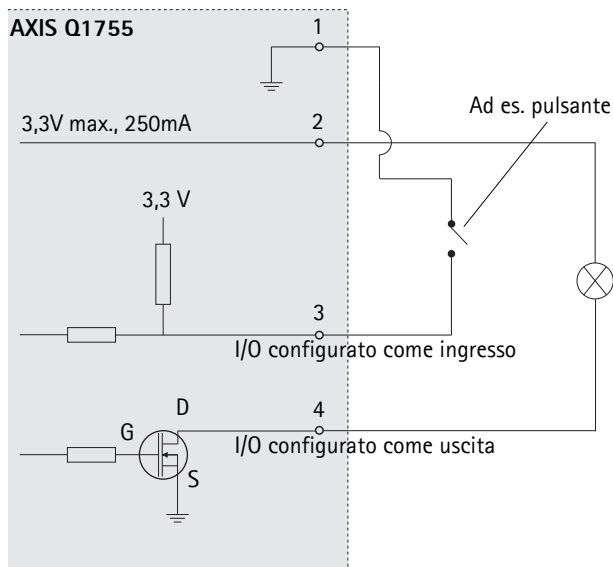 AXIS Q1755
1
Ad es. pulsante
3,3V max., 250mA
2
3,3 V
3
I/O configurato come ingresso
D
4
G
I/O configurato come uscita
S